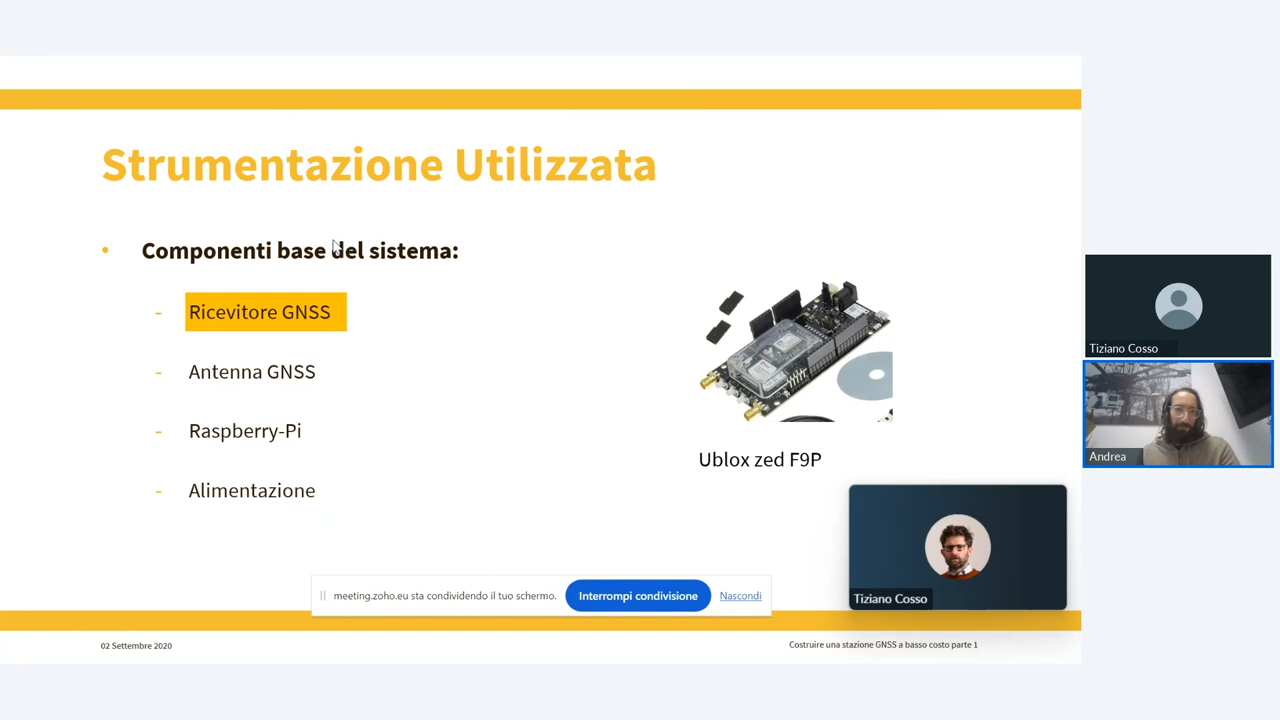 Strumentazione Utilizzata
• Componenti base del sistema:
- Ricevitore GNSS
- Antenna GNSS
- Raspberry-Pi
- Alimentazione
Ublox zed F9P
Tiziano Cosso
Andrea
Tiziano Cosso
meeting.zoho.eu sta condividendo il tuo schermo.
Interrompi condivisione
Nascondi
02 Settembre 2020
Costruire una stazione GNSS a basso costo parte 1